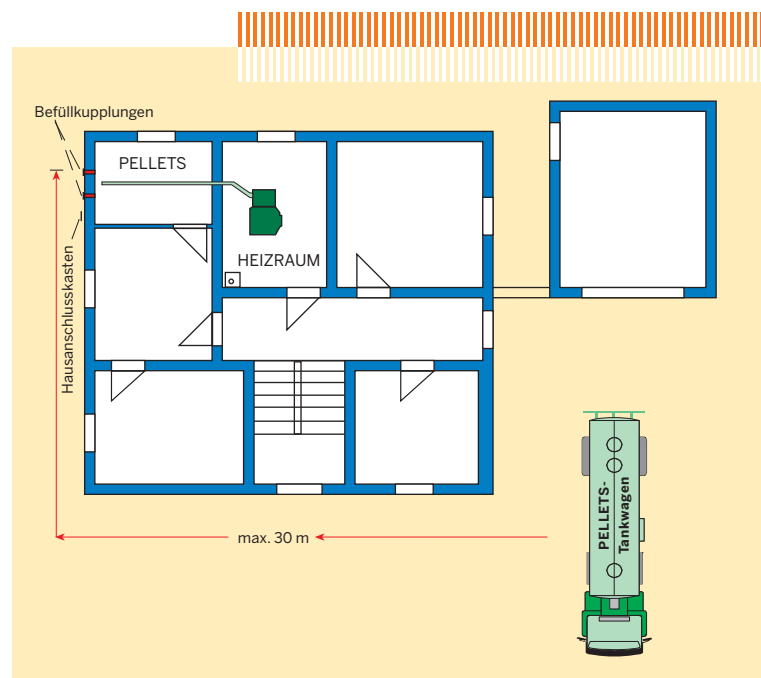 Befüllkupplungen
PELLETS
HEIZRAUM
Hausanschlusskasten
max. 30 m
PELLETS-
Tankwagen